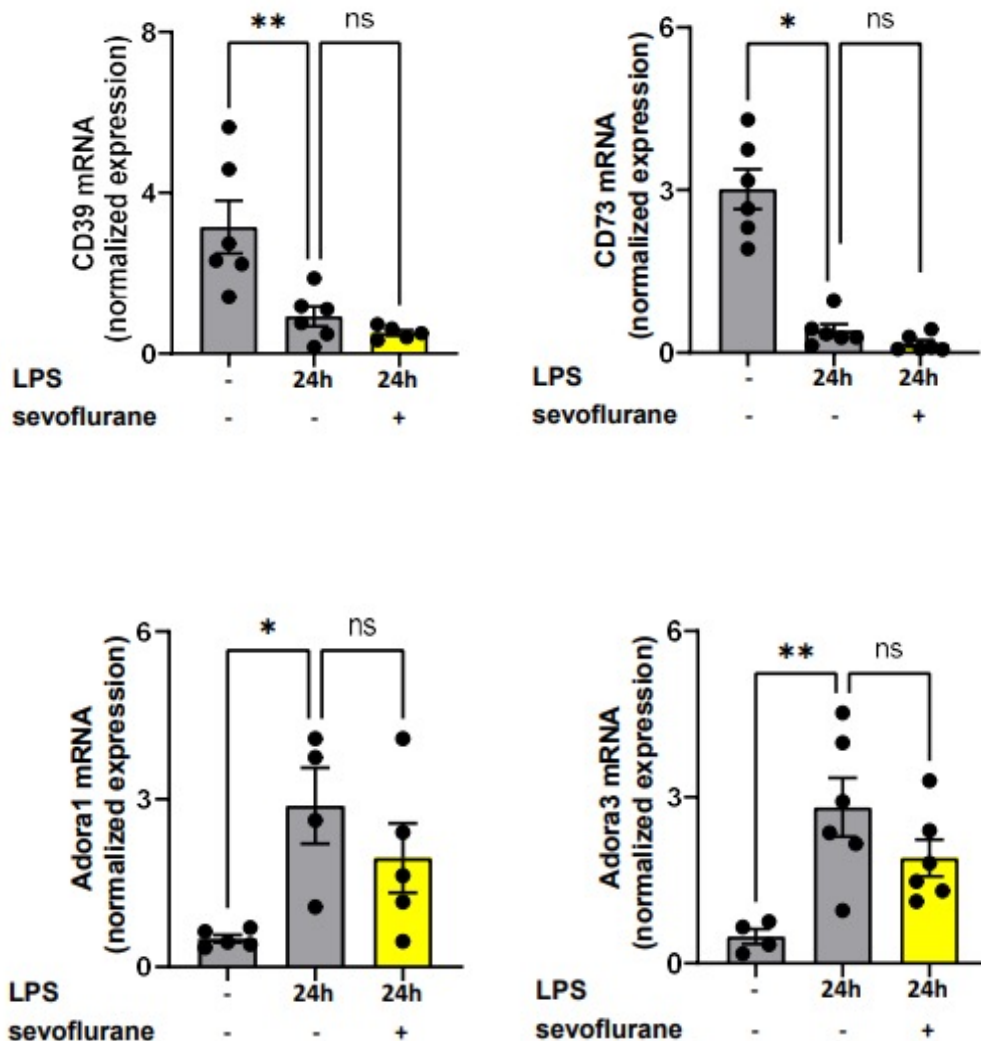 ** ns
8
4
0
CD39 mRNA
(normalized expression)
LPS - 24h 24h
sevoflurane - - +
* ns
6
3
0
CD73 mRNA
(normalized expression)
LPS - 24h 24h
sevoflurane - - +
* ns
6
3
0
Adora1 mRNA
(normalized expression)
LPS - 24h 24h
sevoflurane - - +
** ns
6
3
0
Adora3 mRNA
(normalized expression)
LPS - 24h 24h
sevoflurane - - +